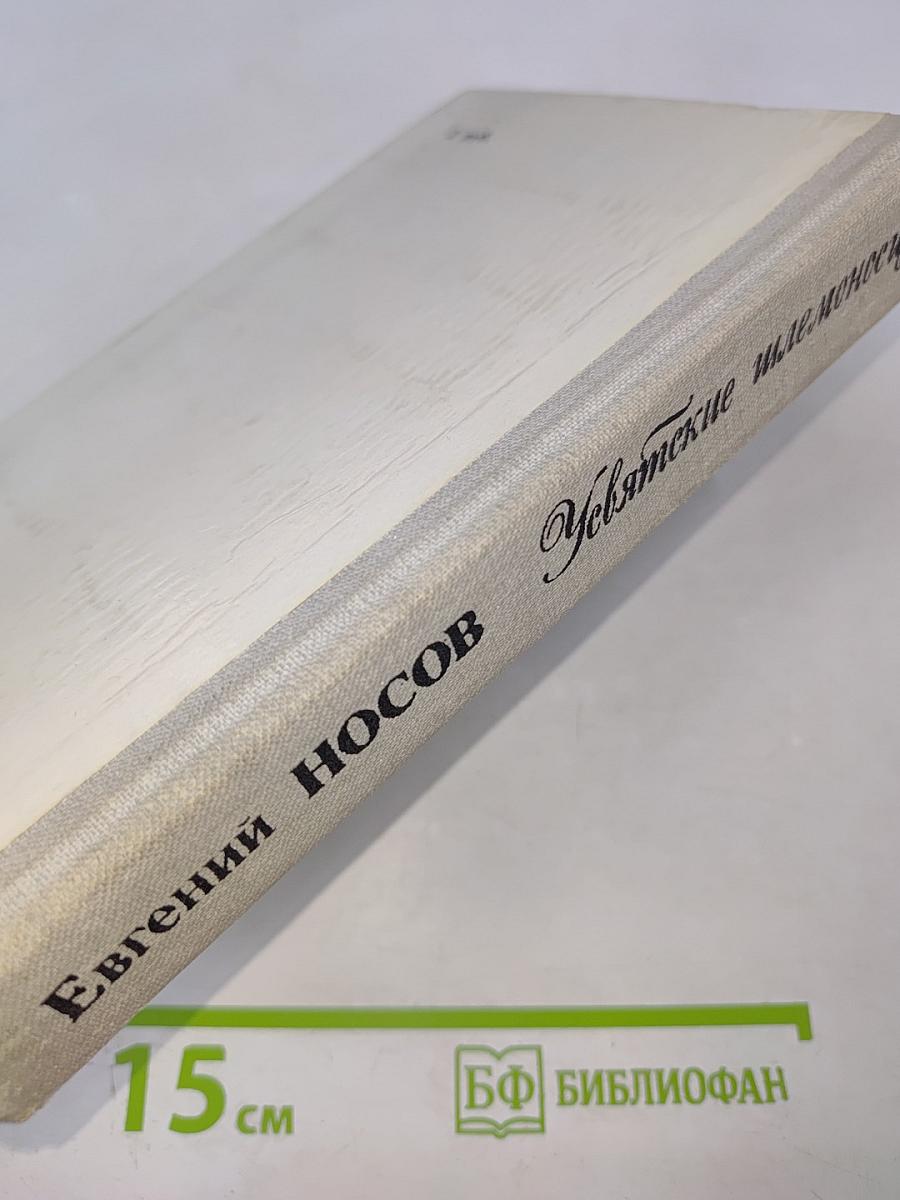 Евгений НОСОВ Усвятские шлемоносц
15 см
БФ БИБЛИОФАН